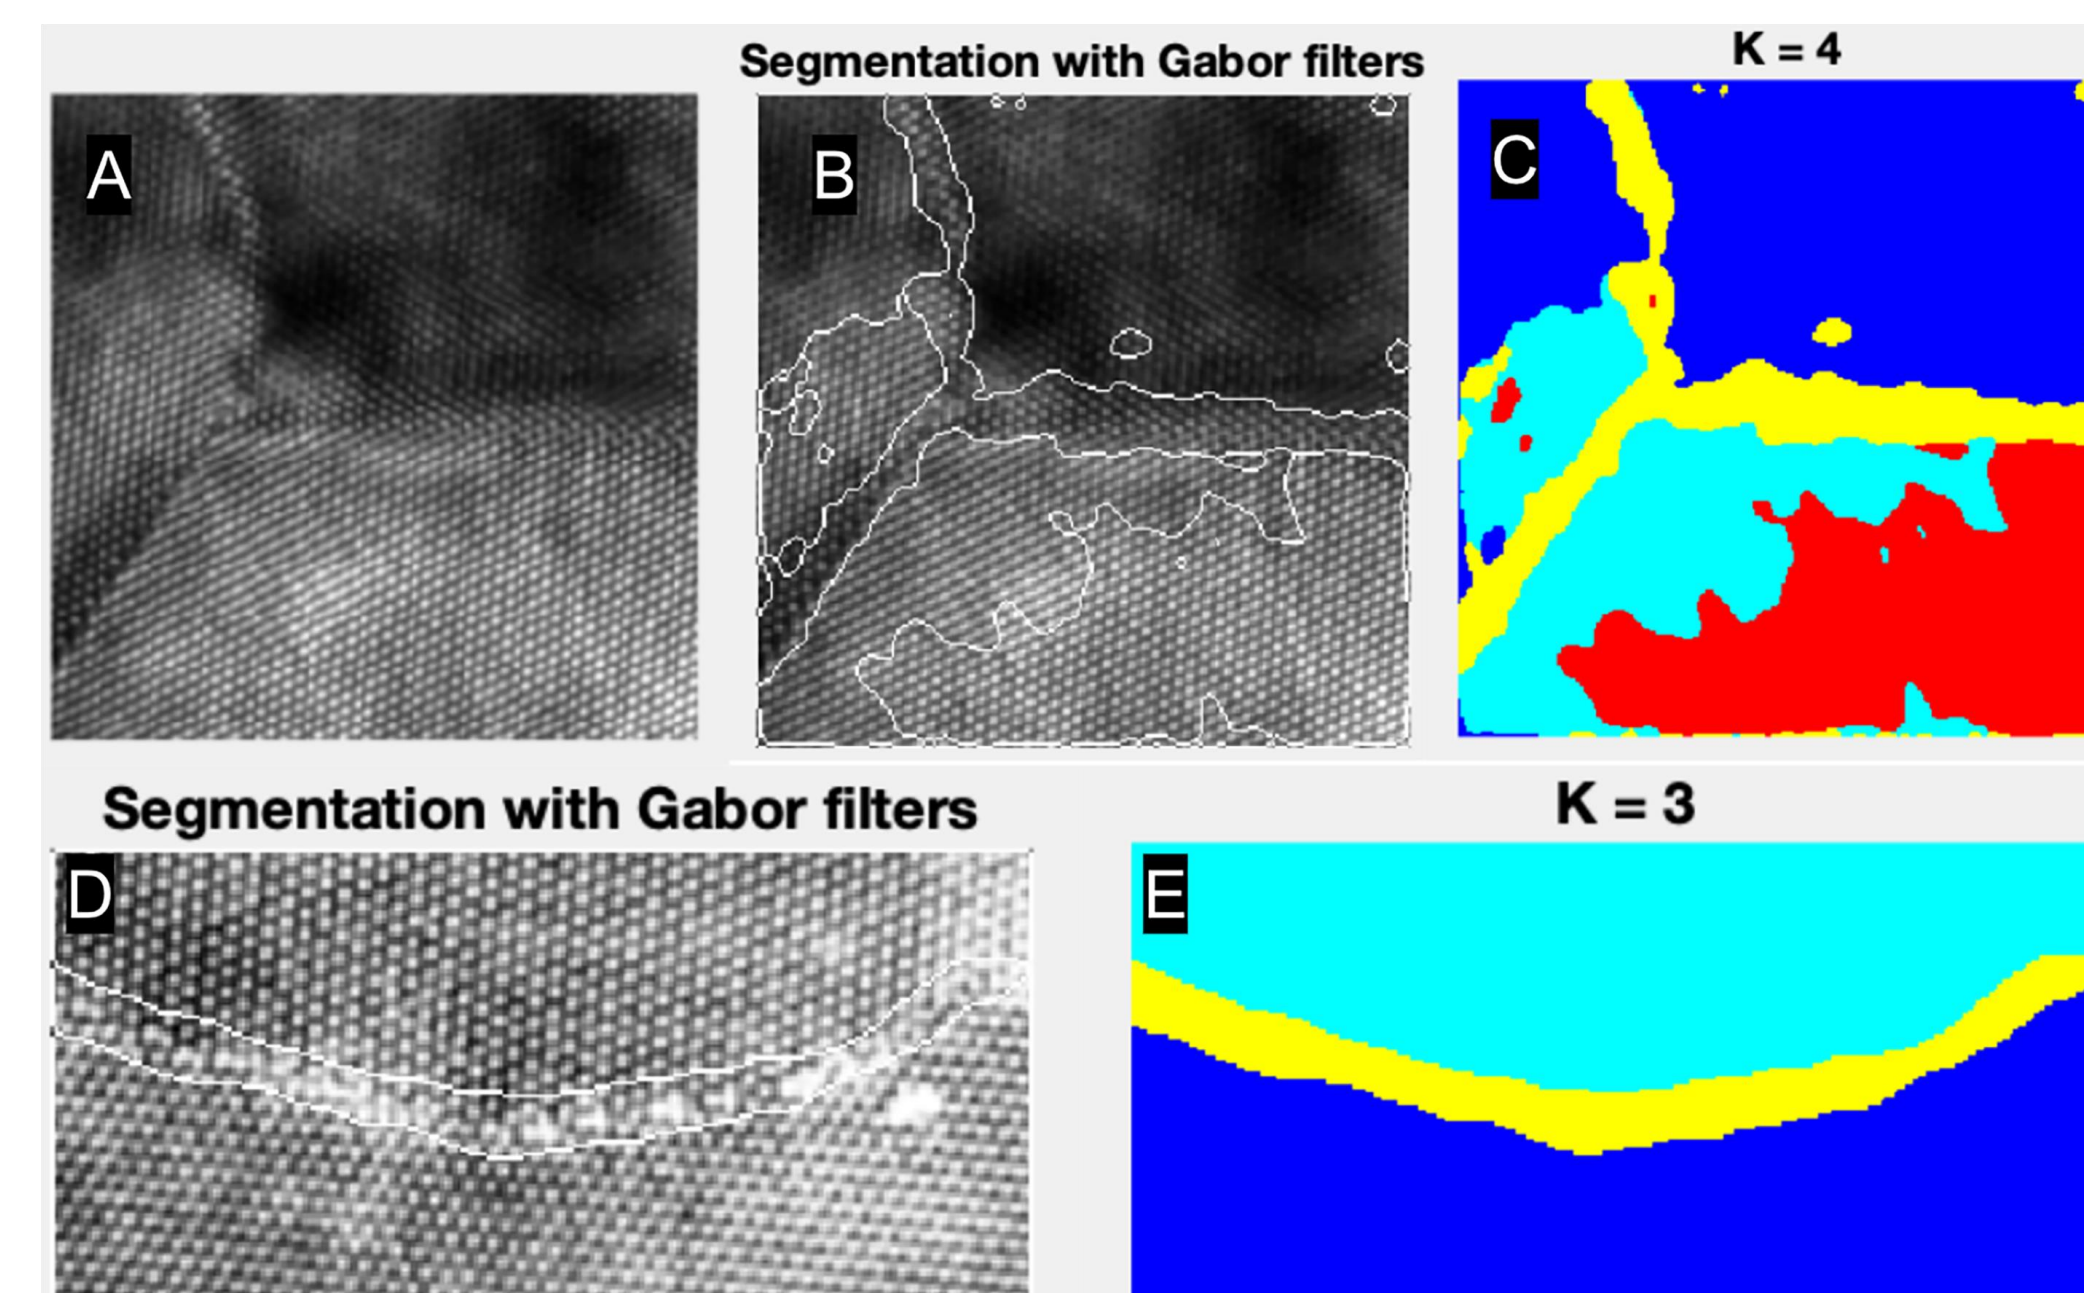 Segmentation with Gabor filters
K = 4
A
B
C
Segmentation with Gabor filters
K = 3
D
E